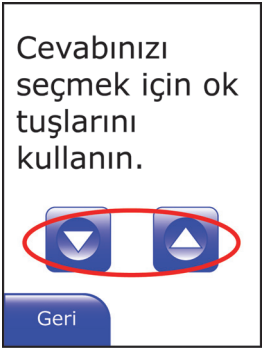 Cevabınızı
seçmek için ok
tuşlarını
kullanın.
Geri